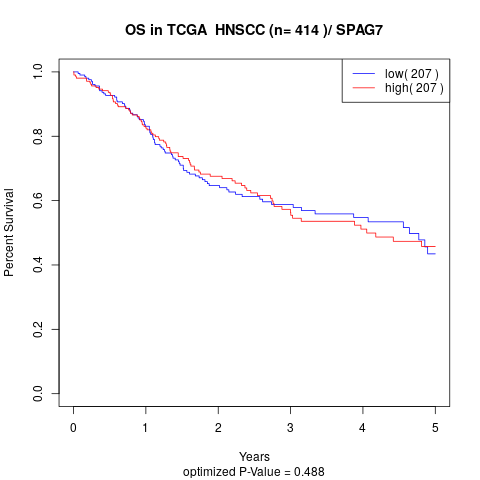 OS in TCGA  HNSCC (n= 414 )/ SPAG7
low( 207 )
high( 207 )
Percent Survival
1.0
0.8
0.6
0.4
0.2
0.0
0 1 2 3 4 5
Years
optimized P-Value = 0.488